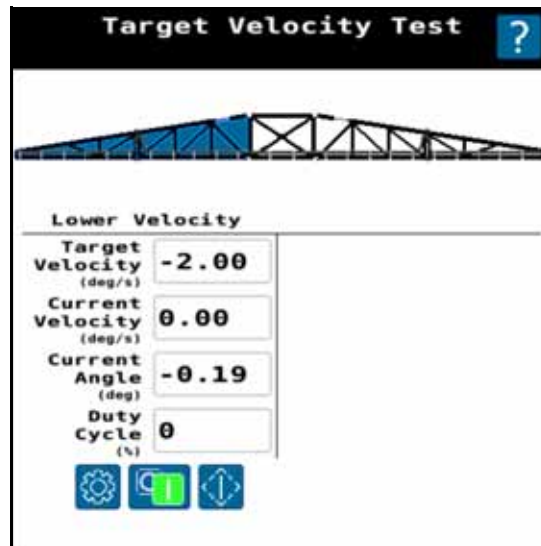 Target Velocity Test
?
Lower Velocity
Target
Velocity
(deg/s)
-2.00
Current
Velocity
(deg/s)
0.00
Current
Angle
(deg)
-0.19
Duty
Cycle
(%)
0